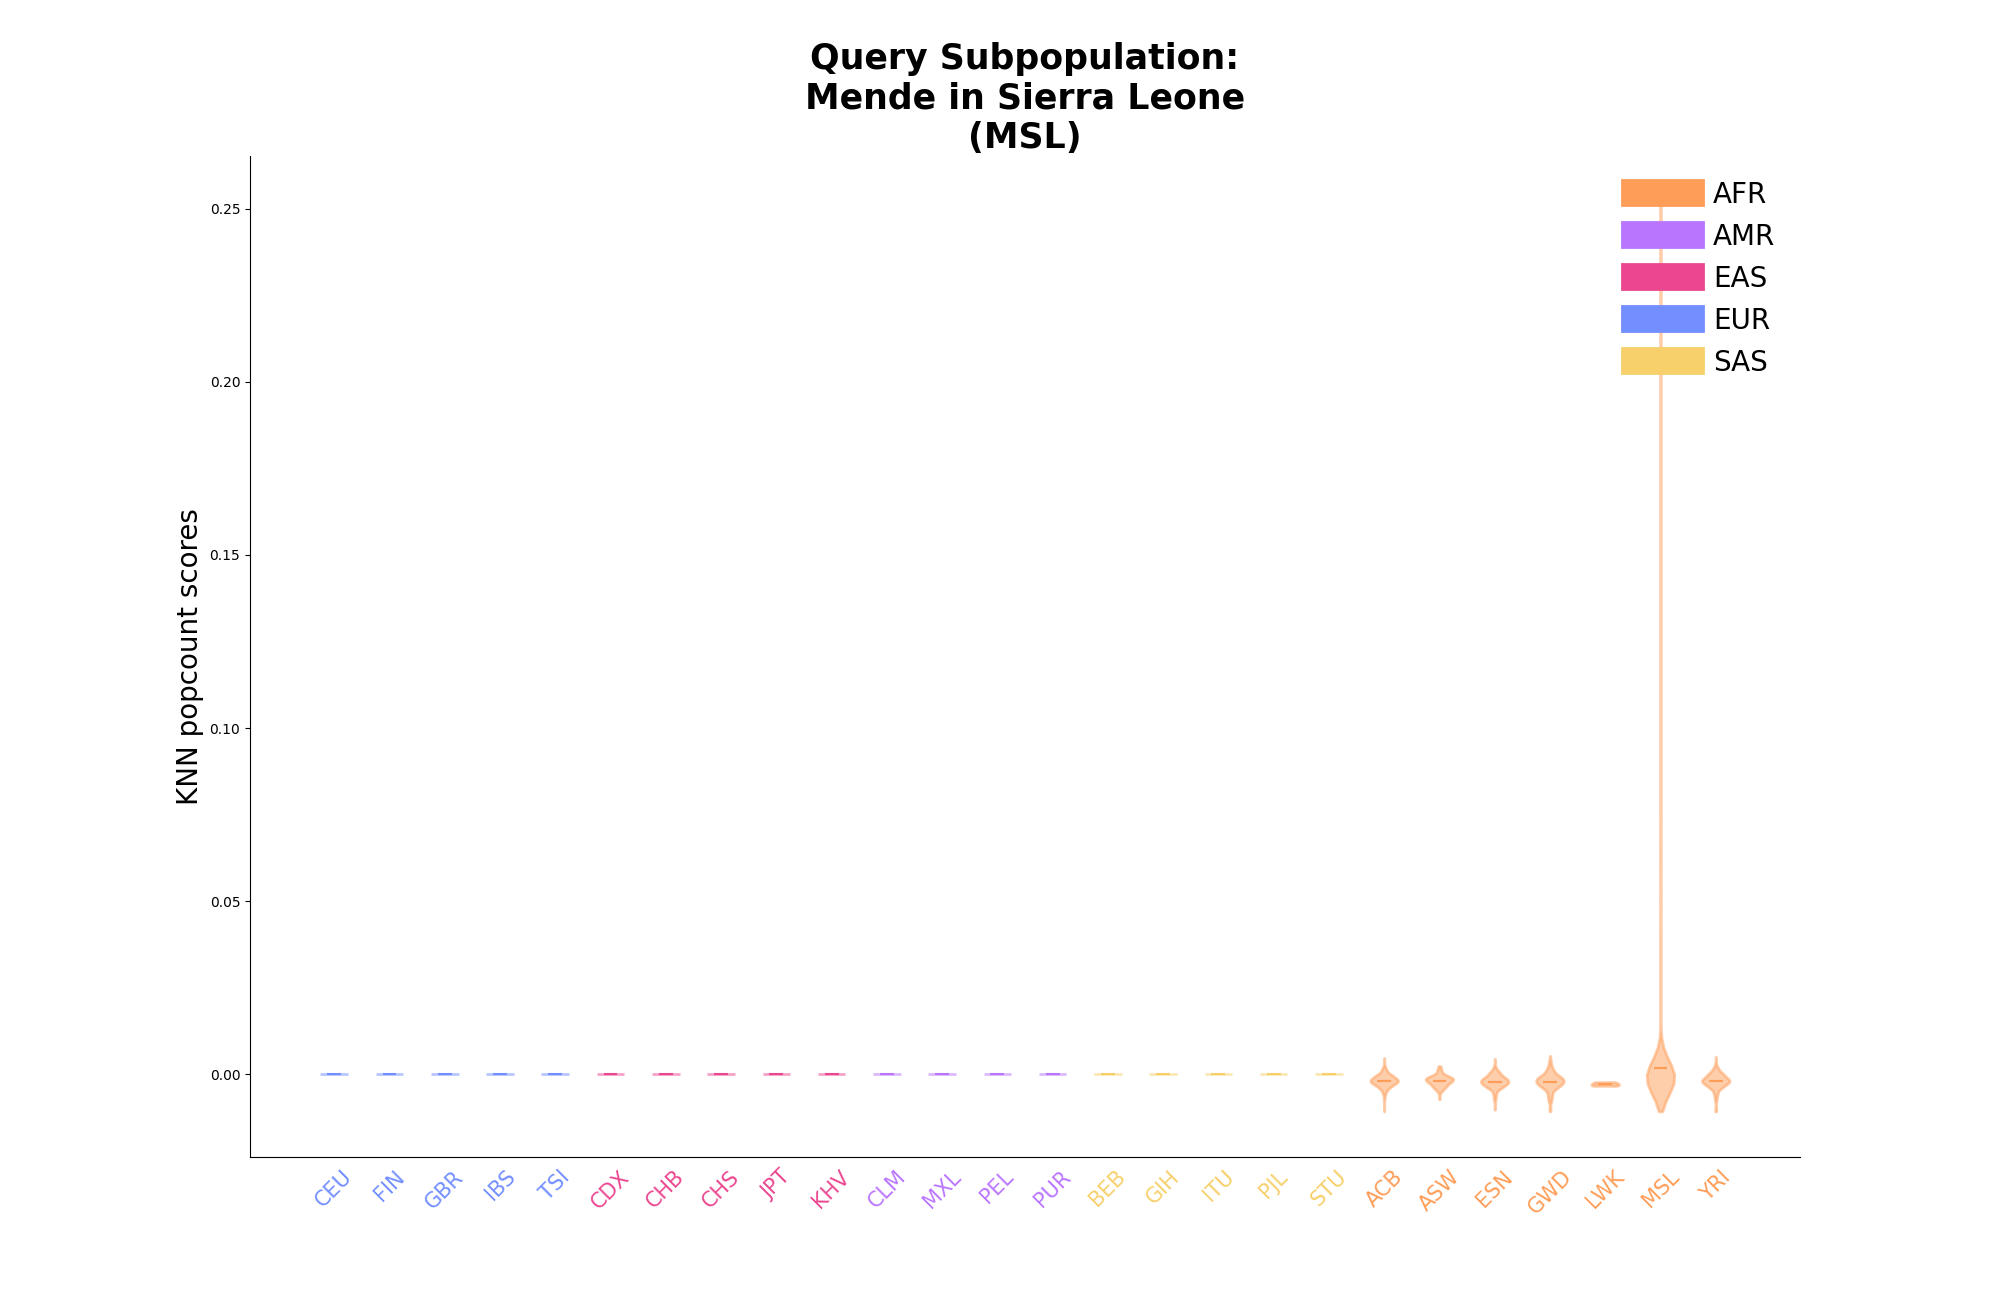 Query Subpopulation:
Mende in Sierra Leone
(MSL)
AFR
AMR
EAS
EUR
SAS
KNN popcount scores
0.25
0.20
0.15
0.10
0.05
0.00
CEU FIN GBR IBS TSI CDX CHB CHS JPT KHV CLM MXL PEL PUR BEB GIH ITU PJL STU ACB ASW ESN GWD LWK MSL YRI